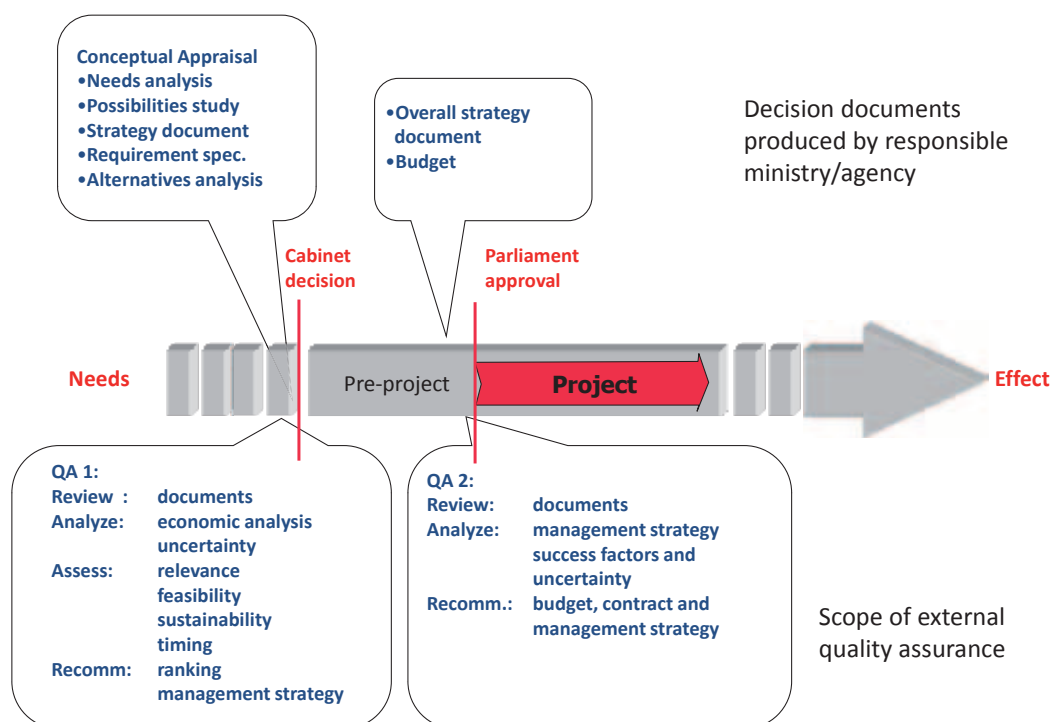 Conceptual Appraisal
•Needs analysis
•Possibilities study
•Strategy document
•Requirement spec.
•Alternatives analysis
•Overall strategy
document
•Budget
Decision documents
produced by responsible
ministry/agency
Cabinet
decision
Parliament
approval
Needs
Pre-project
Project
Effect
QA 1:
Review : documents
Analyze: economic analysis
uncertainty
Assess: relevance
feasibility
sustainability
timing
Recomm: ranking
management strategy
QA 2:
Review: documents
Analyze: management strategy
success factors and
uncertainty
Recomm.: budget, contract and
management strategy
Scope of external
quality assurance